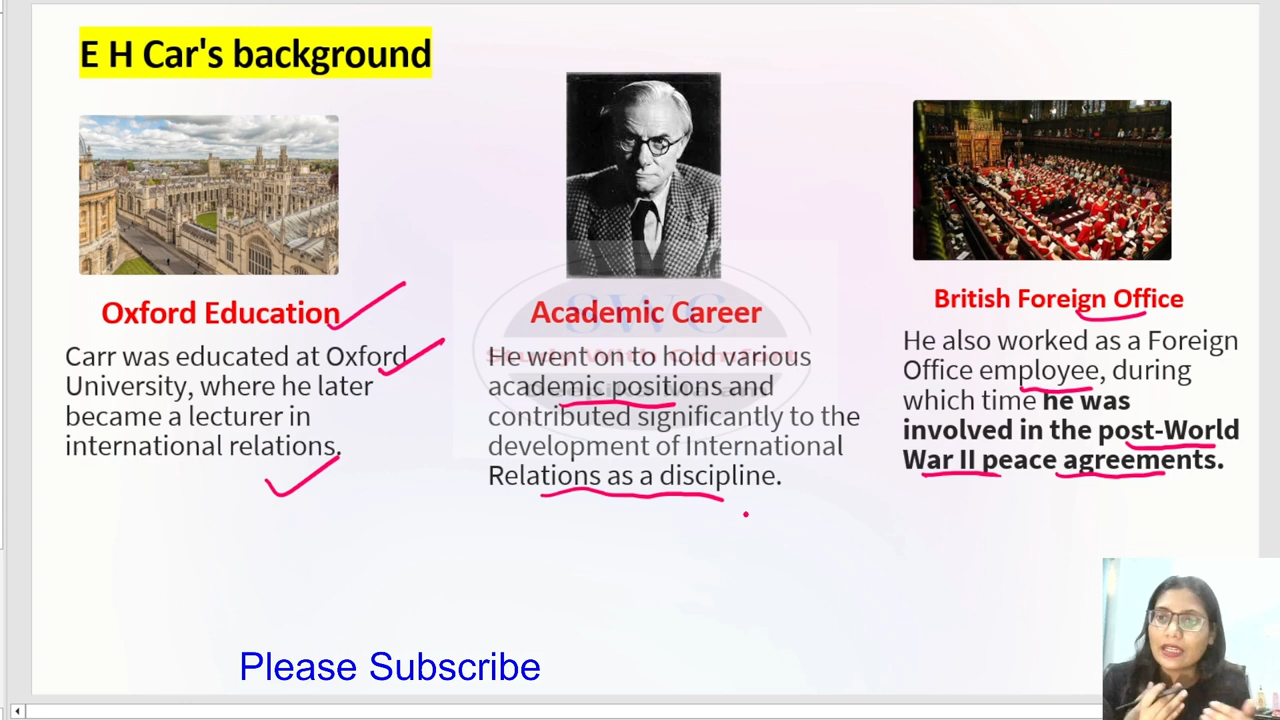 E H Car's background
Oxford Education
Carr was educated at Oxford
University, where he later
became a lecturer in
international relations.
Academic Career
He went on to hold various
academic positions and
contributed significantly to the
development of International
Relations as a discipline.
British Foreign Office
He also worked as a Foreign
Office employee, during
which time he was
involved in the post-World
War II peace agreements.
SWC
Please Subscribe